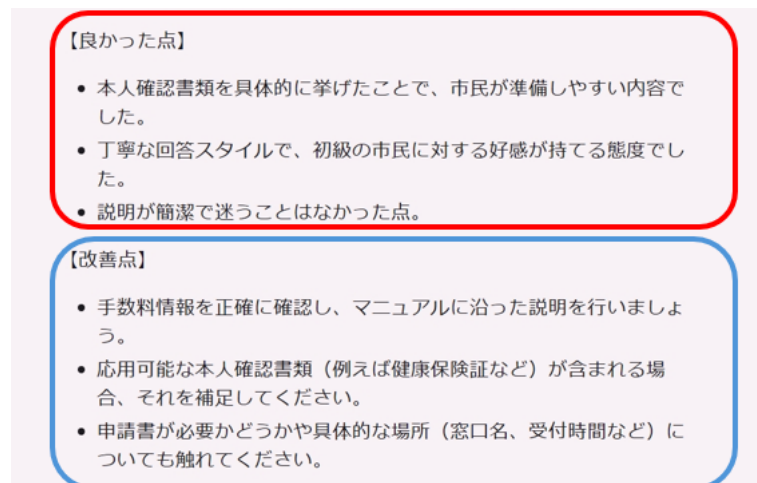 【良かった点】
• 本人確認書類を具体的に挙げたことで、市民が準備しやすい内容で
した。
• 丁寧な回答スタイルで、初級の市民に対する好感が持てる態度でし
た。
• 説明が簡潔で迷うことはなかった点。
【改善点】
• 手数料情報を正確に確認し、マニュアルに沿った説明を行いましょ
う。
• 応用可能な本人確認書類（例えば健康保険証など）が含まれる場
合、それを補足してください。
• 申請書が必要かどうかや具体的な場所（窓口名、受付時間など）に
ついても触れてください。